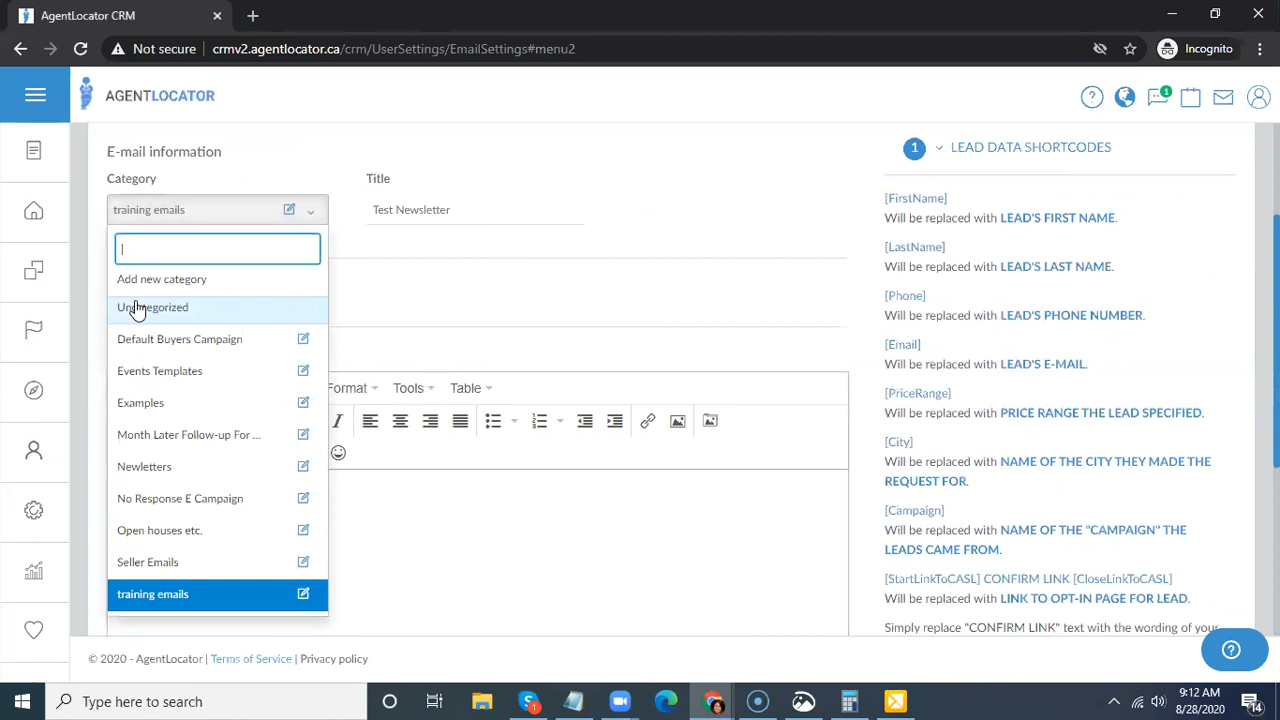 AgentLocator CRM
Not secure
crmv2.agentlocator.ca/crm/UserSettings/EmailSettings#menu2
Incognito
AGENTLOCATOR
1
E-mail information
Category
Title
training emails
Test Newsletter
Add new category
Uncategorized
Default Buyers Campaign
Events Templates
Examples
Month Later Follow-up For ...
Newletters
No Response E Campaign
Open houses etc.
Seller Emails
training emails
Format
Tools
Table
1
LEAD DATA SHORTCODES
[FirstName]
Will be replaced with LEAD'S FIRST NAME.
[LastName]
Will be replaced with LEAD'S LAST NAME.
[Phone]
Will be replaced with LEAD'S PHONE NUMBER.
[Email]
Will be replaced with LEAD'S E-MAIL.
[PriceRange]
Will be replaced with PRICE RANGE THE LEAD SPECIFIED.
[City]
Will be replaced with NAME OF THE CITY THEY MADE THE
REQUEST FOR.
[Campaign]
Will be replaced with NAME OF THE "CAMPAIGN" THE
LEADS CAME FROM.
[StartLinkToCASL] CONFIRM LINK [CloseLinkToCASL]
Will be replaced with LINK TO OPT-IN PAGE FOR LEAD.
Simply replace "CONFIRM LINK" text with the wording of your
© 2020 - AgentLocator | Terms of Service | Privacy policy
Type here to search
9:12 AM
8/28/2020
14